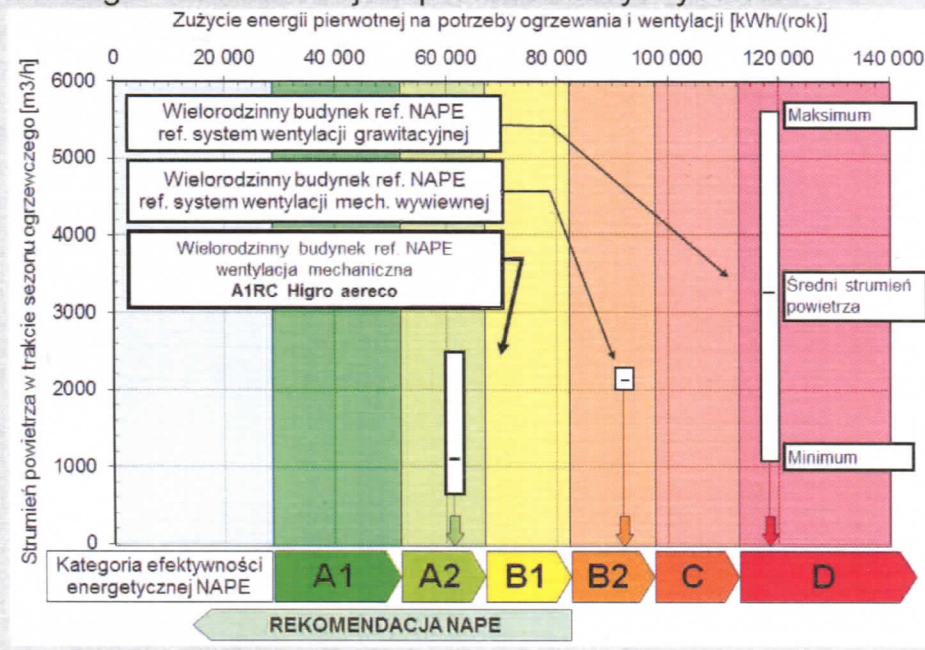 Zużycie energii pierwotnej na potrzeby ogrzewania i wentylacji [kWh/(rok)]
0 20 000 40 000 60 000 80 000 100 000 120 000 140 000
Strumień powietrza w trakcie sezonu ogrzewczego [m3/h]
6000
5000
4000
3000
2000
1000
0
Wielorodzinny budynek ref. NAPE
ref. system wentylacji grawitacyjnej
Wielorodzinny budynek ref. NAPE
ref. system wentylacji mech. wywiewnej
Wielorodzinny budynek ref. NAPE
wentylacja mechaniczna
A1RC Higro aereco
Maksimum
Średni strumień
powietrza
Minimum
Kategoria efektywności
energetycznej NAPE
A1 A2 B1 B2 C D
REKOMENDACJA NAPE